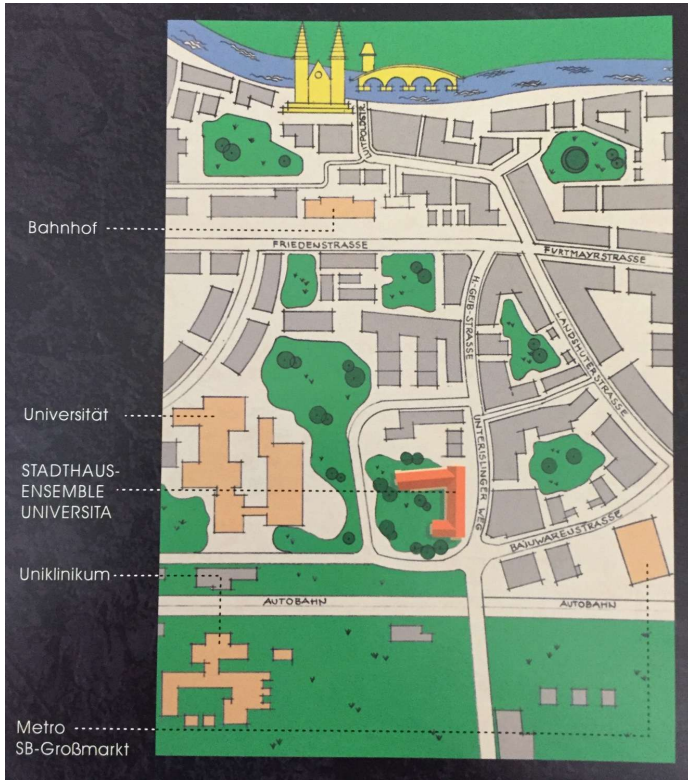 LUITPOLDSTR.
Bahnhof
FRIEDENSTRASSE
FURTMAYRSTRASSE
H.-GEIB-STRASSE
LANDSHUTERSTRASSE
Universität
UNTERISLINGER WEG
STADTHAUS-
ENSEMBLE
UNIVERSITA
BAJUWARENSTRASSE
Uniklinikum
AUTOBAHN
AUTOBAHN
Metro
SB-Großmarkt